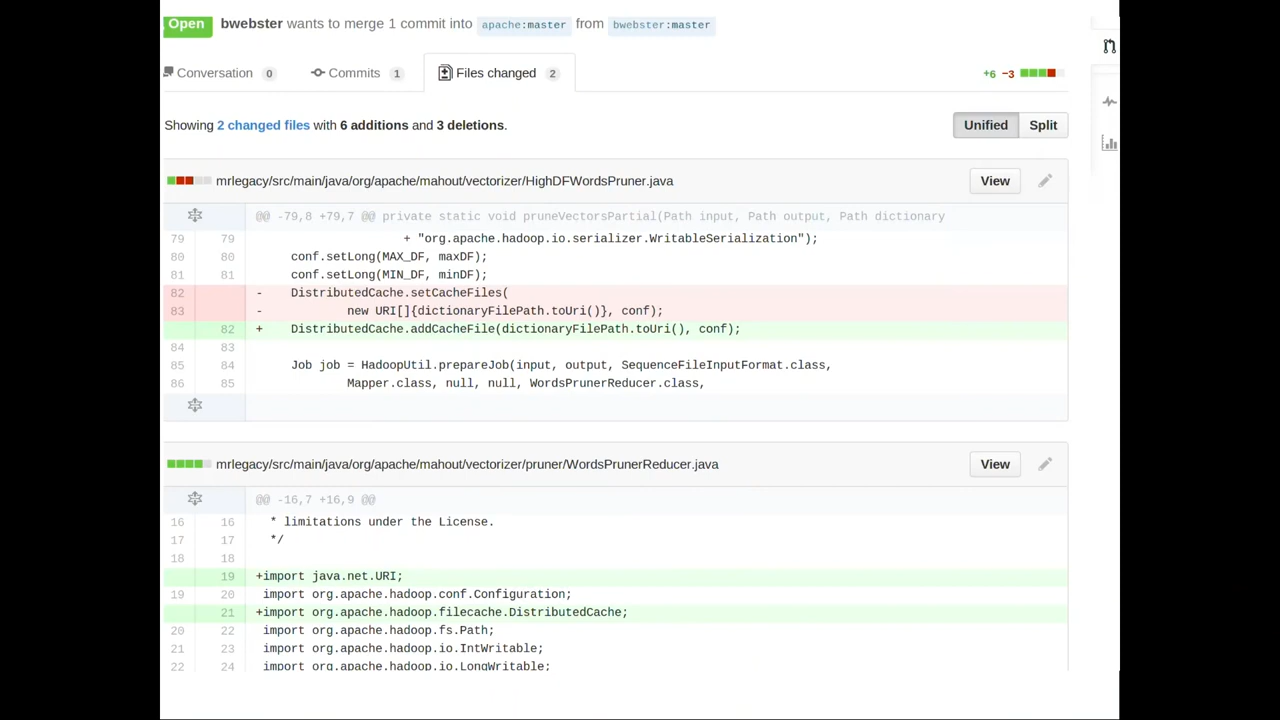 Open bwebster wants to merge 1 commit into apache:master from bwebster:master
Conversation 0 Commits 1 Files changed 2 +6 −3
Showing 2 changed files with 6 additions and 3 deletions. Unified Split
mrlegacy/src/main/java/org/apache/mahout/vectorizer/HighDFWordsPruner.java View
@@ -79,8 +79,7 @@ private static void pruneVectorsPartial(Path input, Path output, Path dictionary
79 79 + "org.apache.hadoop.io.serializer.WritableSerialization");
80 80 conf.setLong(MAX_DF, maxDF);
81 81 conf.setLong(MIN_DF, minDF);
82 - DistributedCache.setCacheFiles(
83 - new URI[]{dictionaryFilePath.toUri()}, conf);
82 + DistributedCache.addCacheFile(dictionaryFilePath.toUri(), conf);
84 83
85 84 Job job = HadoopUtil.prepareJob(input, output, SequenceFileInputFormat.class,
86 85 Mapper.class, null, null, WordsPrunerReducer.class,
mrlegacy/src/main/java/org/apache/mahout/vectorizer/pruner/WordsPrunerReducer.java View
@@ -16,7 +16,9 @@
16 16 * limitations under the License.
17 17 */
18 18
19 +import java.net.URI;
19 20 import org.apache.hadoop.conf.Configuration;
21 +import org.apache.hadoop.filecache.DistributedCache;
20 22 import org.apache.hadoop.fs.Path;
21 23 import org.apache.hadoop.io.IntWritable;
22 24 import org.apache.hadoop.io.LongWritable;